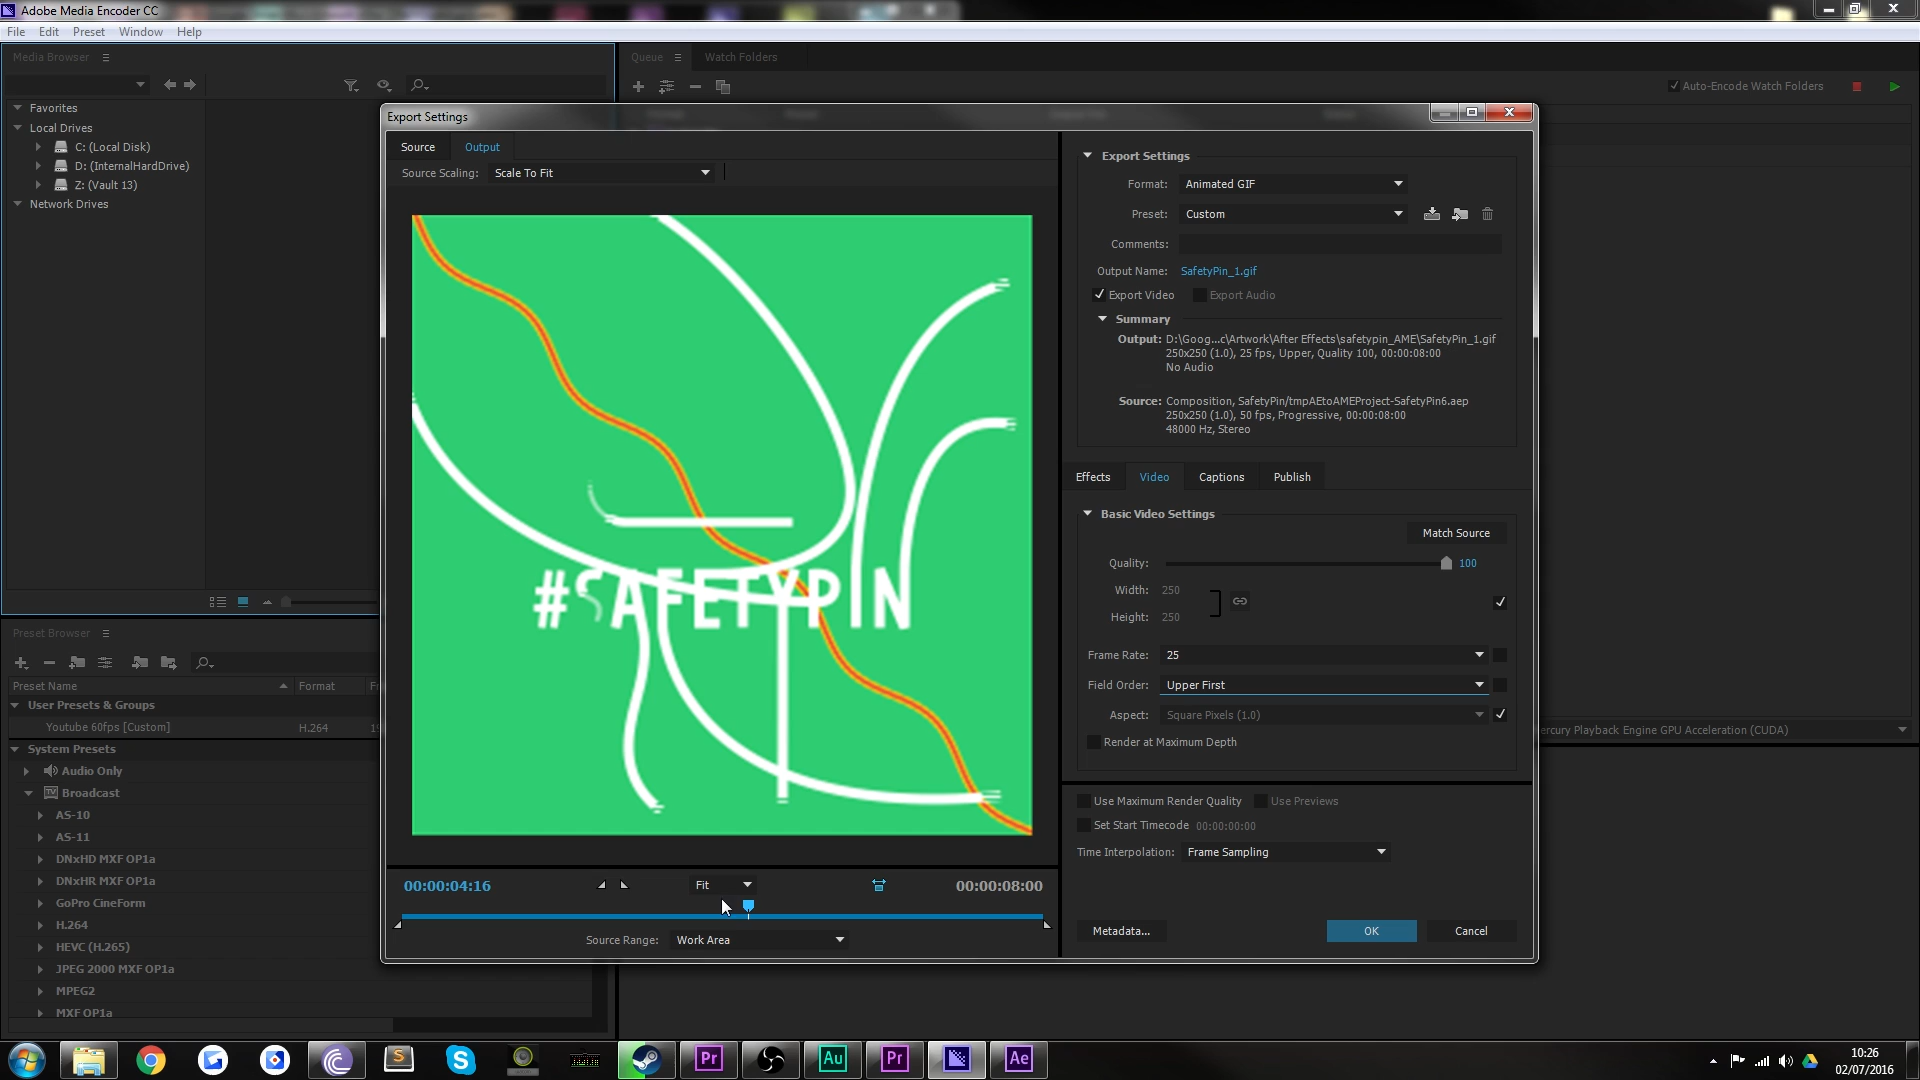 Adobe Media Encoder CC
File Edit Preset Window Help
Media Browser
Queue Watch Folders
Auto-Encode Watch Folders
Favorites
Local Drives
C: (Local Disk)
D: (InternalHardDrive)
Z: (Vault 13)
Network Drives
Export Settings
Source Output
Source Scaling: Scale To Fit
#SAFETYPIN
00:00:04:16 Fit 00:00:08:00
Source Range: Work Area
Export Settings
Format: Animated GIF
Preset: Custom
Comments:
Output Name: SafetyPin_1.gif
Export Video Export Audio
Summary
Output: D:\Goog...c\Artwork\After Effects\safetypin_AME\SafetyPin_1.gif
250x250 (1.0), 25 fps, Upper, Quality 100, 00:00:08:00
No Audio
Source: Composition, SafetyPin/tmpAEtoAMEProject-SafetyPin6.aep
250x250 (1.0), 50 fps, Progressive, 00:00:08:00
48000 Hz, Stereo
Effects Video Captions Publish
Basic Video Settings
Match Source
Quality: 100
Width: 250
Height: 250
Frame Rate: 25
Field Order: Upper First
Aspect: Square Pixels (1.0)
Render at Maximum Depth
Use Maximum Render Quality Use Previews
Set Start Timecode 00:00:00:00
Time Interpolation: Frame Sampling
Metadata... OK Cancel
ercury Playback Engine GPU Acceleration (CUDA)
Preset Browser
Preset Name Format F
User Presets & Groups
Youtube 60fps [Custom] H.264 19
System Presets
Audio Only
Broadcast
AS-10
AS-11
DNxHD MXF OP1a
DNxHR MXF OP1a
GoPro CineForm
H.264
HEVC (H.265)
JPEG 2000 MXF OP1a
MPEG2
MXF OP1a
Pr Au Pr Ae
10:26
02/07/2016